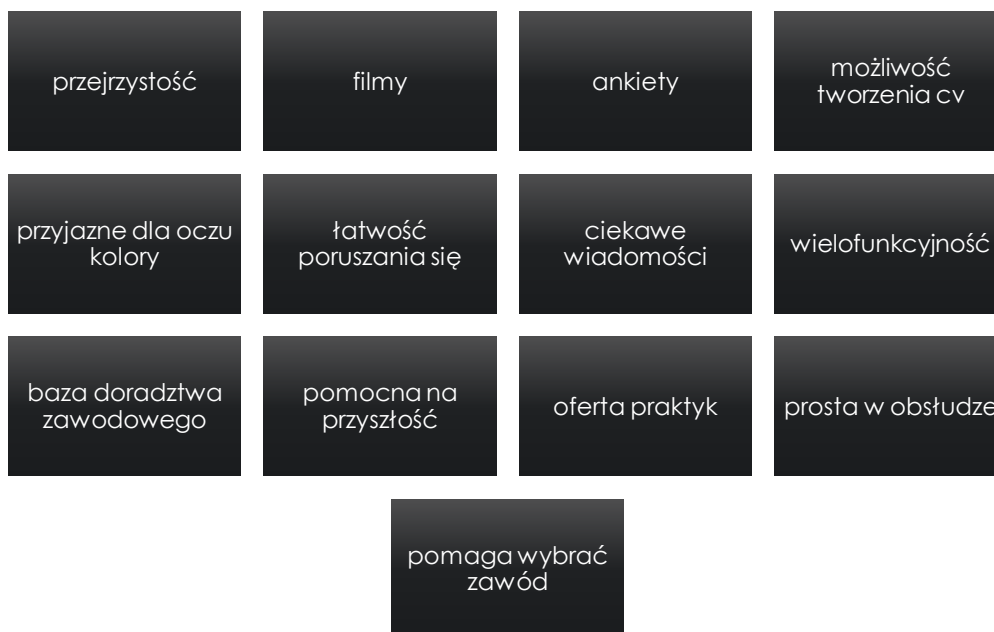 przejrzystość
filmy
ankiety
możliwość
tworzenia cv
przyjazne dla oczu
kolory
łatwość
poruszania się
ciekawe
wiadomości
wielofunkcyjność
baza doradztwa
zawodowego
pomocna na
przyszłość
oferta praktyk
prosta w obsłudze
pomaga wybrać
zawód